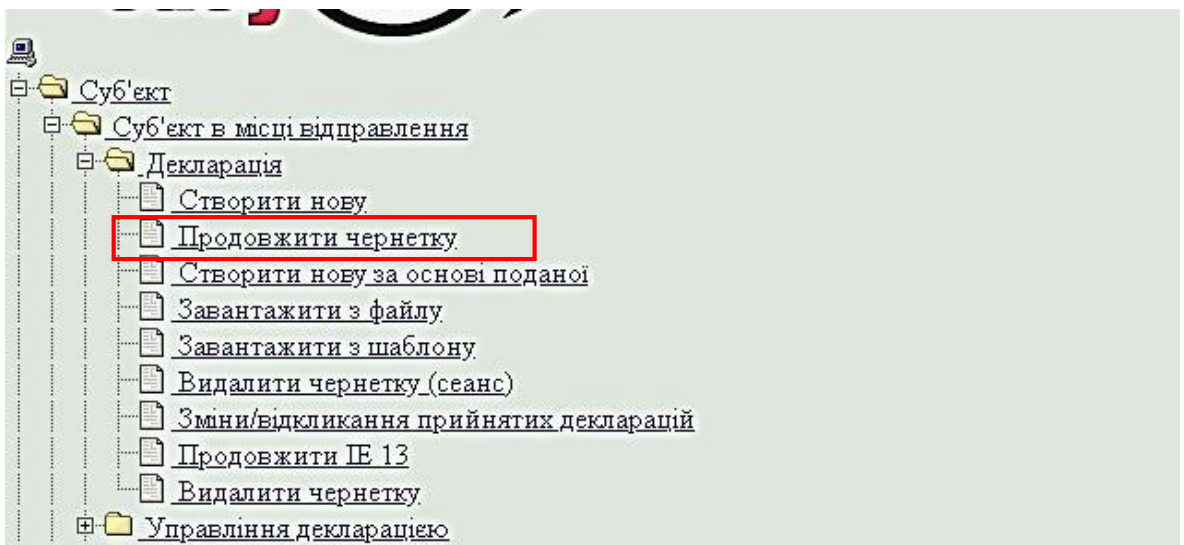 Суб'єкт
Суб'єкт в місці відправлення
Декларація
Створити нову
Продовжити чернетку
Створити нову за основі поданої
Завантажити з файлу
Завантажити з шаблону
Видалити чернетку (сеанс)
Зміни/відкликання прийнятих декларацій
Продовжити ІЕ 13
Видалити чернетку
Управління декларацією